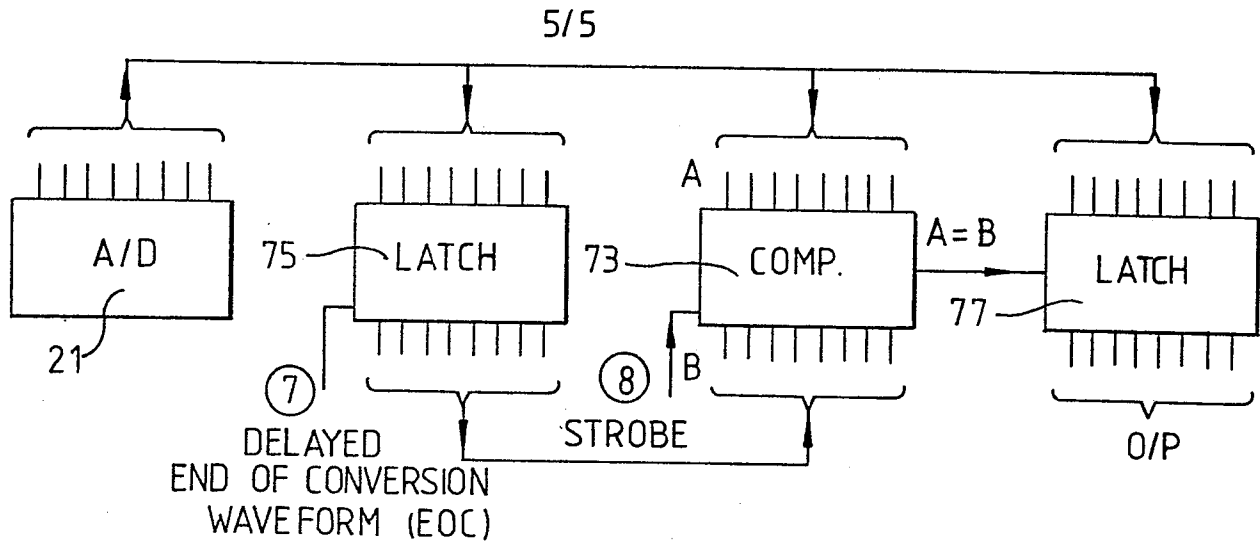 5/5
A
A/D
75
LATCH
73
COMP.
A=B
LATCH
77
21
7
8
B
DELAYED
END OF CONVERSION
WAVEFORM (EOC)
STROBE
O/P